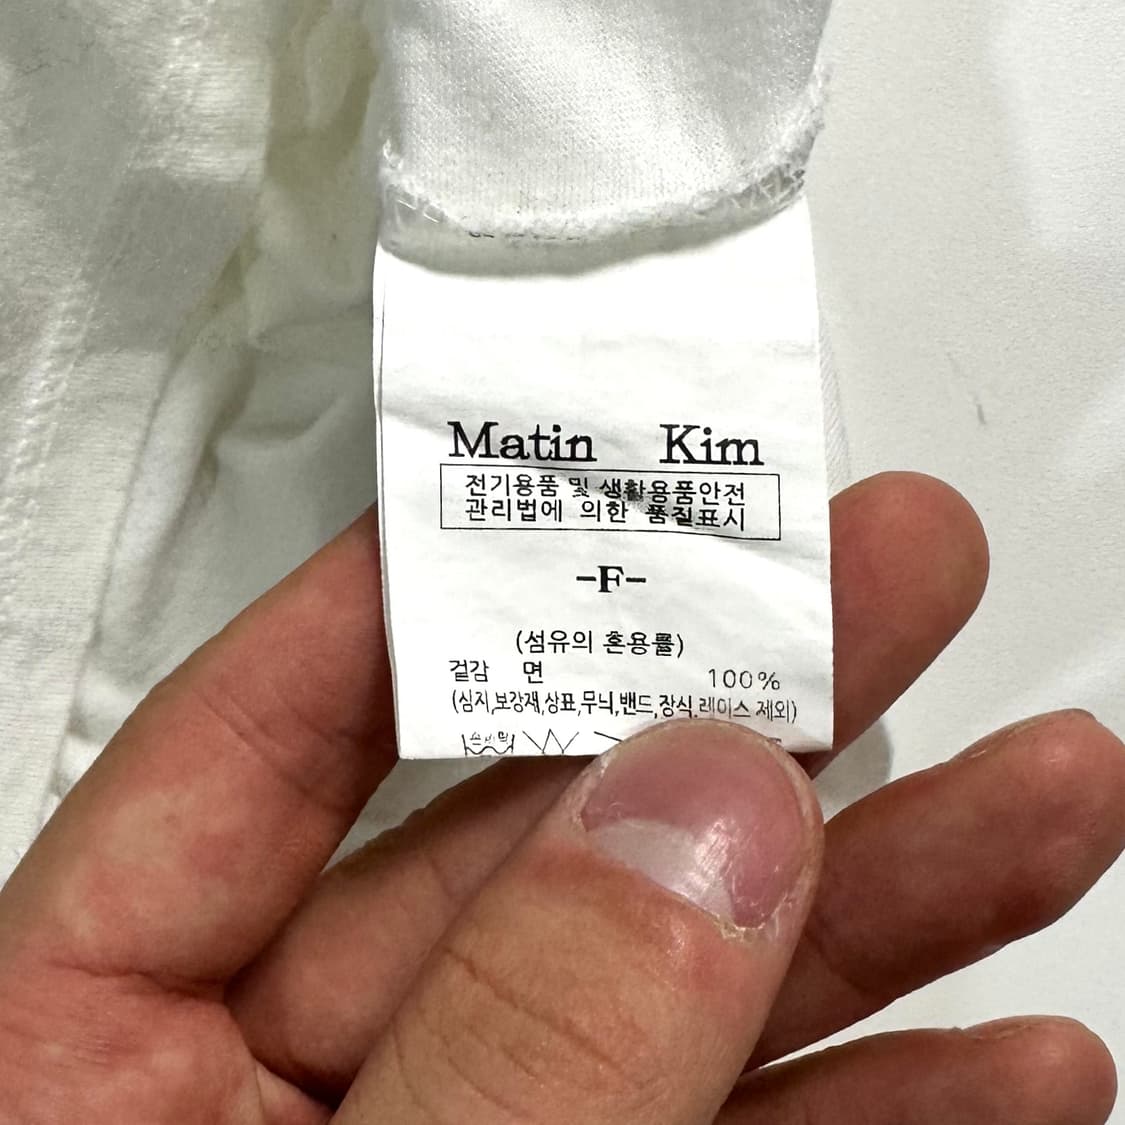 Matin Kim
전기용품 및 생활용품안전
관리법에 의한 품질표시
-F-
(섬유의 혼용률)
겉감 면 100%
(심지,보강재,상표,무늬,밴드,장식,레이스 제외)